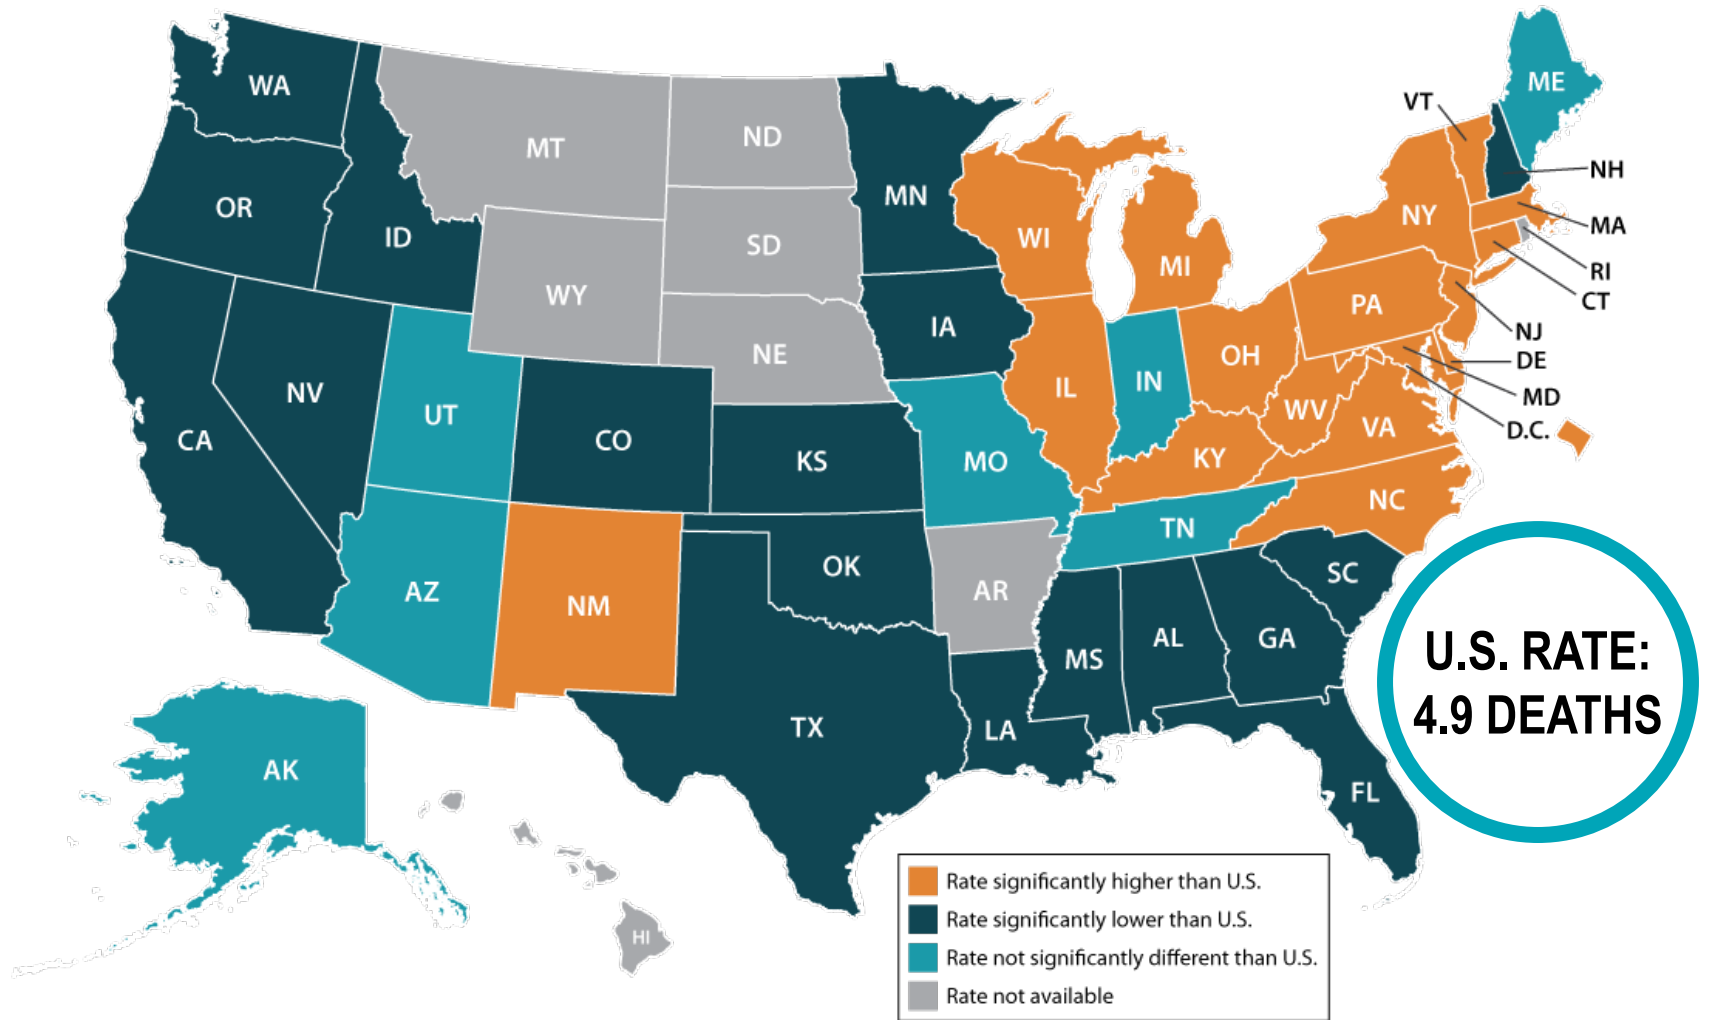 WA
MT
ND
MN
OR
ID
SD
WY
WI
MI
VT
ME
NH
NY
MA
RI
CT
PA
NJ
DE
MD
D.C.
IA
NE
NV
UT
CA
CO
KS
MO
IL
IN
OH
WV
VA
KY
NC
TN
AZ
NM
OK
AR
SC
MS
AL
GA
TX
LA
FL
AK
HI
U.S. RATE:
4.9 DEATHS
Rate significantly higher than U.S.
Rate significantly lower than U.S.
Rate not significantly different than U.S.
Rate not available